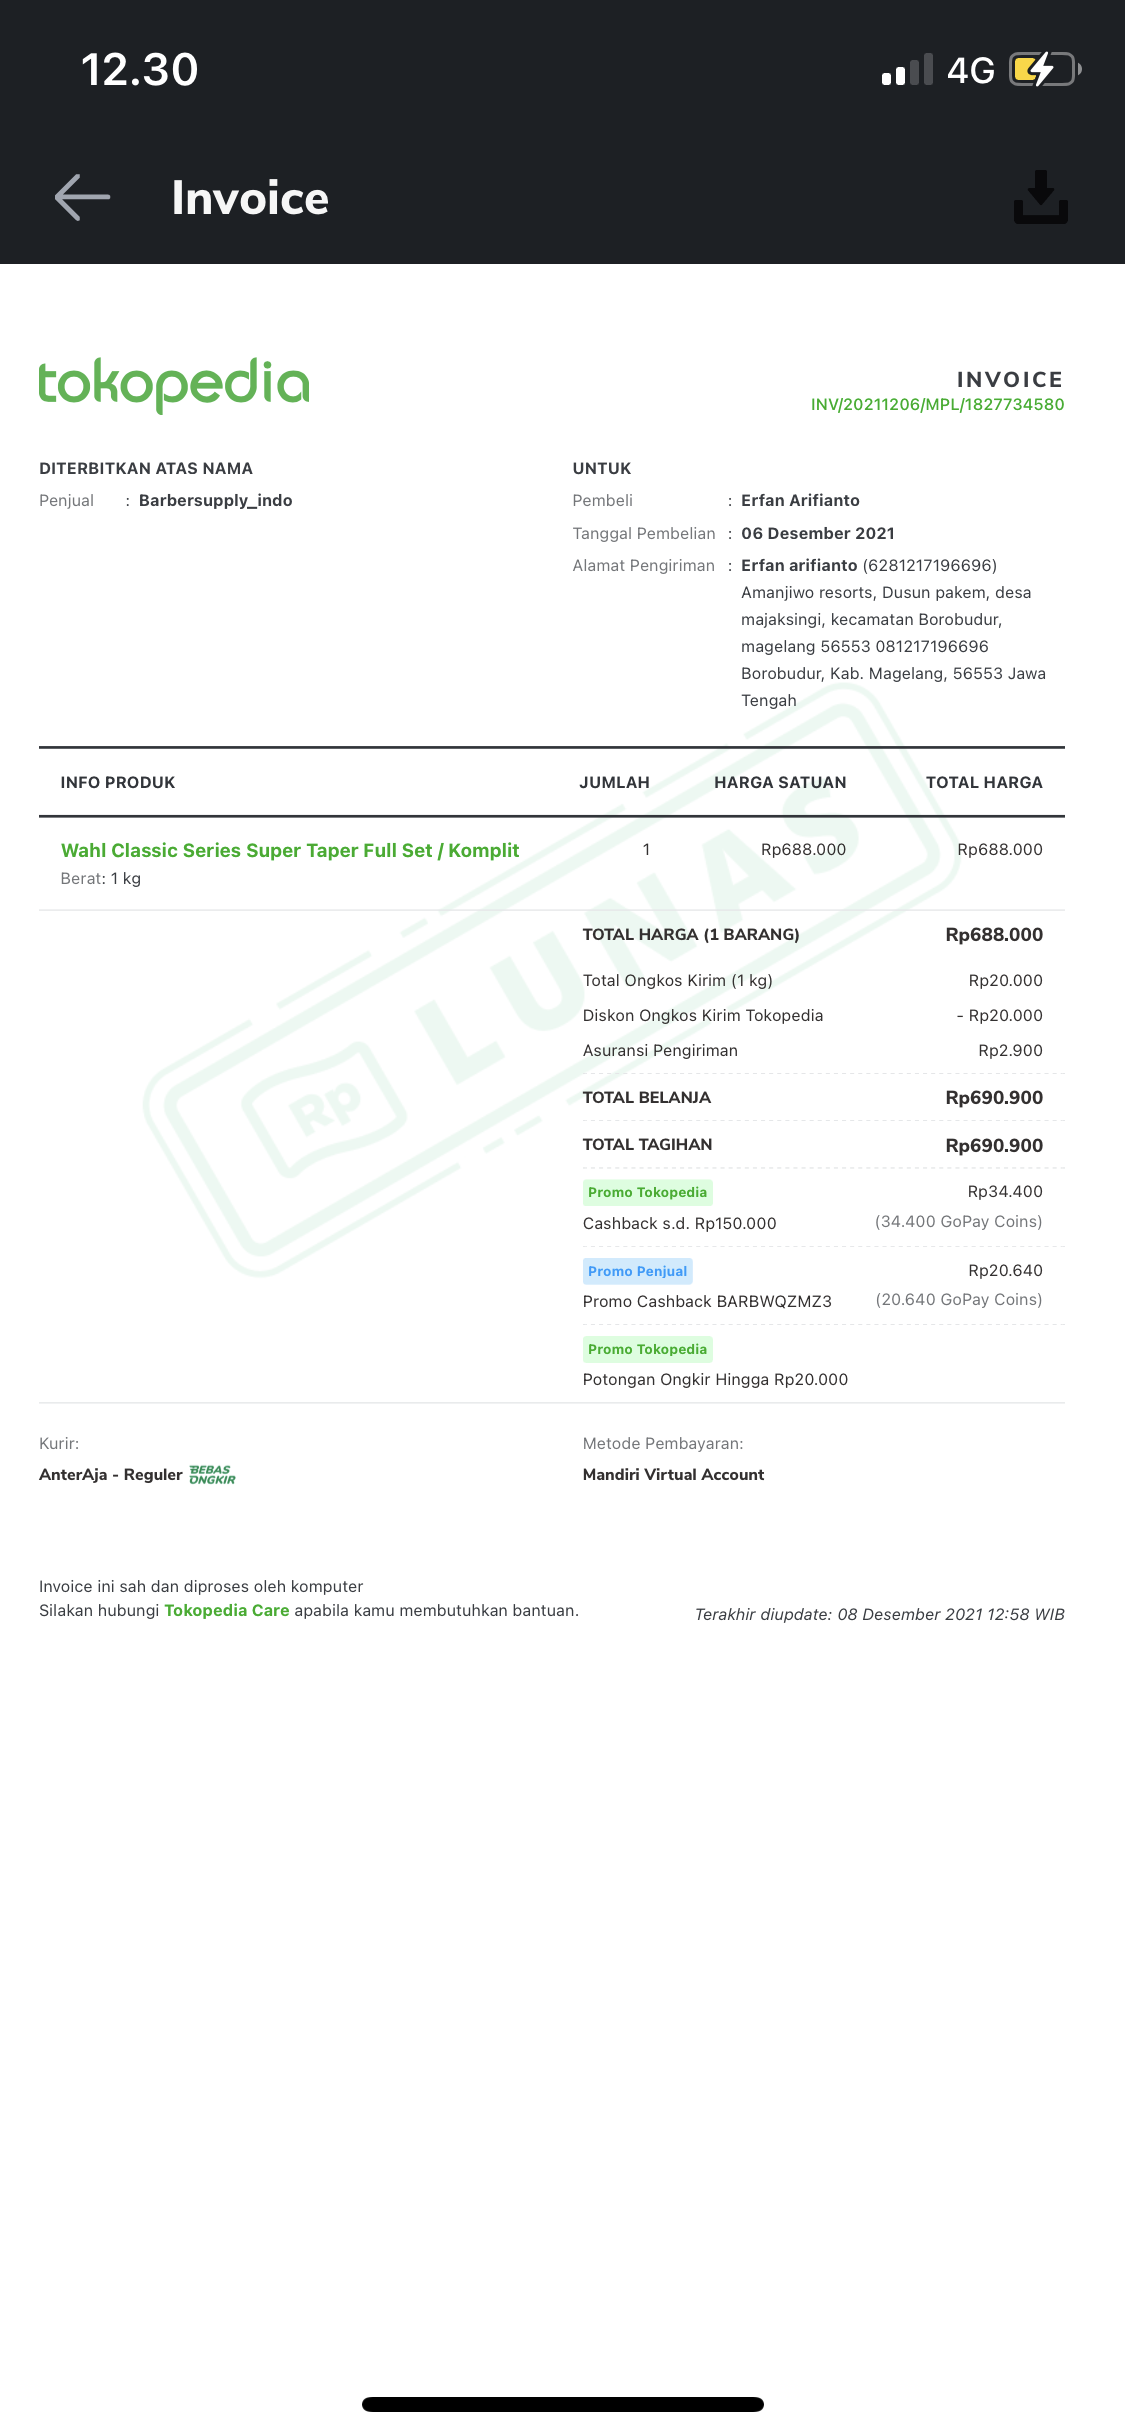 12.30
4G
Invoice
tokopedia
INVOICE
INV/20211206/MPL/1827734580
DITERBITKAN ATAS NAMA
Penjual : Barbersupply_indo
UNTUK
Pembeli : Erfan Arifianto
Tanggal Pembelian : 06 Desember 2021
Alamat Pengiriman : Erfan arifianto (6281217196696)
Amanjiwo resorts, Dusun pakem, desa
majaksingi, kecamatan Borobudur,
magelang 56553 081217196696
Borobudur, Kab. Magelang, 56553 Jawa
Tengah
INFO PRODUK JUMLAH HARGA SATUAN TOTAL HARGA
Wahl Classic Series Super Taper Full Set / Komplit 1 Rp688.000 Rp688.000
Berat: 1 kg
TOTAL HARGA (1 BARANG) Rp688.000
Total Ongkos Kirim (1 kg) Rp20.000
Diskon Ongkos Kirim Tokopedia - Rp20.000
Asuransi Pengiriman Rp2.900
TOTAL BELANJA Rp690.900
TOTAL TAGIHAN Rp690.900
Promo Tokopedia Rp34.400
Cashback s.d. Rp150.000 (34.400 GoPay Coins)
Promo Penjual Rp20.640
Promo Cashback BARBWQZMZ3 (20.640 GoPay Coins)
Promo Tokopedia
Potongan Ongkir Hingga Rp20.000
Rp LUNAS
Kurir:
AnterAja - Reguler BEBAS ONGKIR
Metode Pembayaran:
Mandiri Virtual Account
Invoice ini sah dan diproses oleh komputer
Silakan hubungi Tokopedia Care apabila kamu membutuhkan bantuan.
Terakhir diupdate: 08 Desember 2021 12:58 WIB